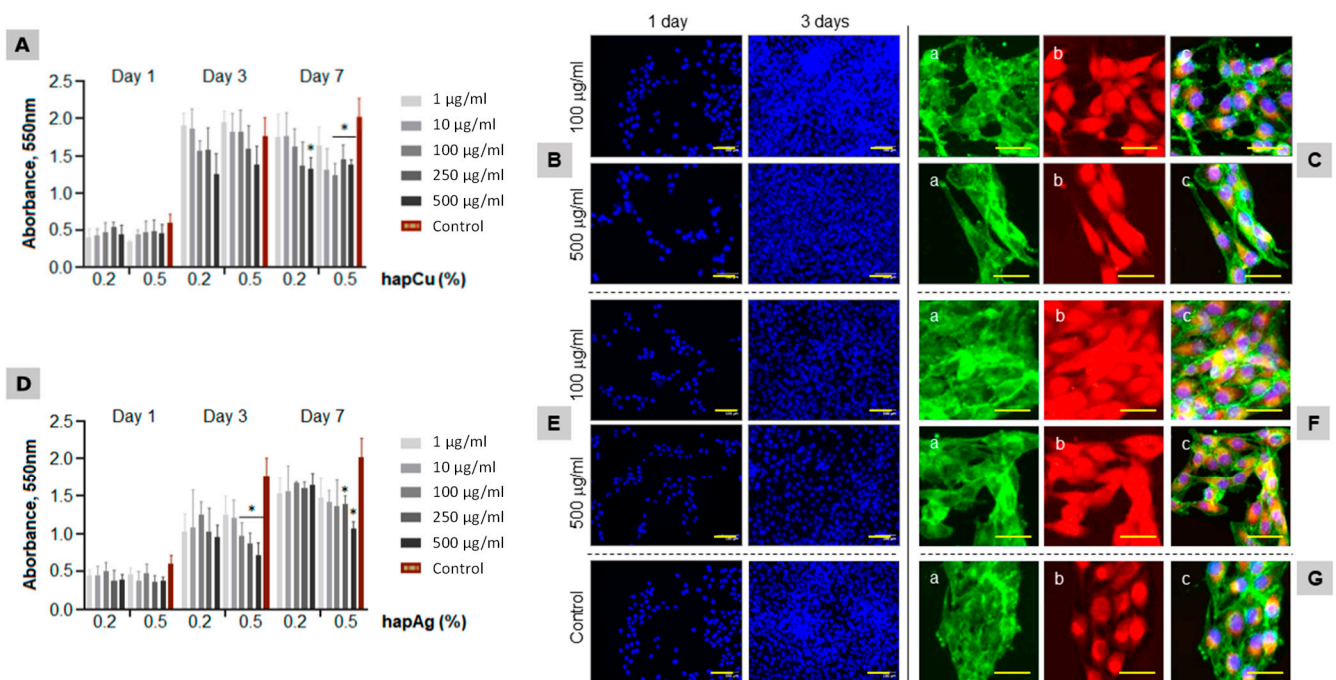 A
Day 1
Day 3
Day 7
2.5
2.0
1.5
1.0
0.5
0.0
Aborbance, 550nm
*
*
0.2
0.5
0.2
0.5
0.2
0.5
hapCu (%)
1 µg/ml
10 µg/ml
100 µg/ml
250 µg/ml
500 µg/ml
Control
D
Day 1
Day 3
Day 7
2.5
2.0
1.5
1.0
0.5
0.0
Absorbance, 550nm
*
*
*
0.2
0.5
0.2
0.5
0.2
0.5
hapAg (%)
1 µg/ml
10 µg/ml
100 µg/ml
250 µg/ml
500 µg/ml
Control
1 day
3 days
B
100 µg/ml
500 µg/ml
E
100 µg/ml
500 µg/ml
Control
a
b
c
a
b
c
C
a
b
c
a
b
c
F
a
b
c
G